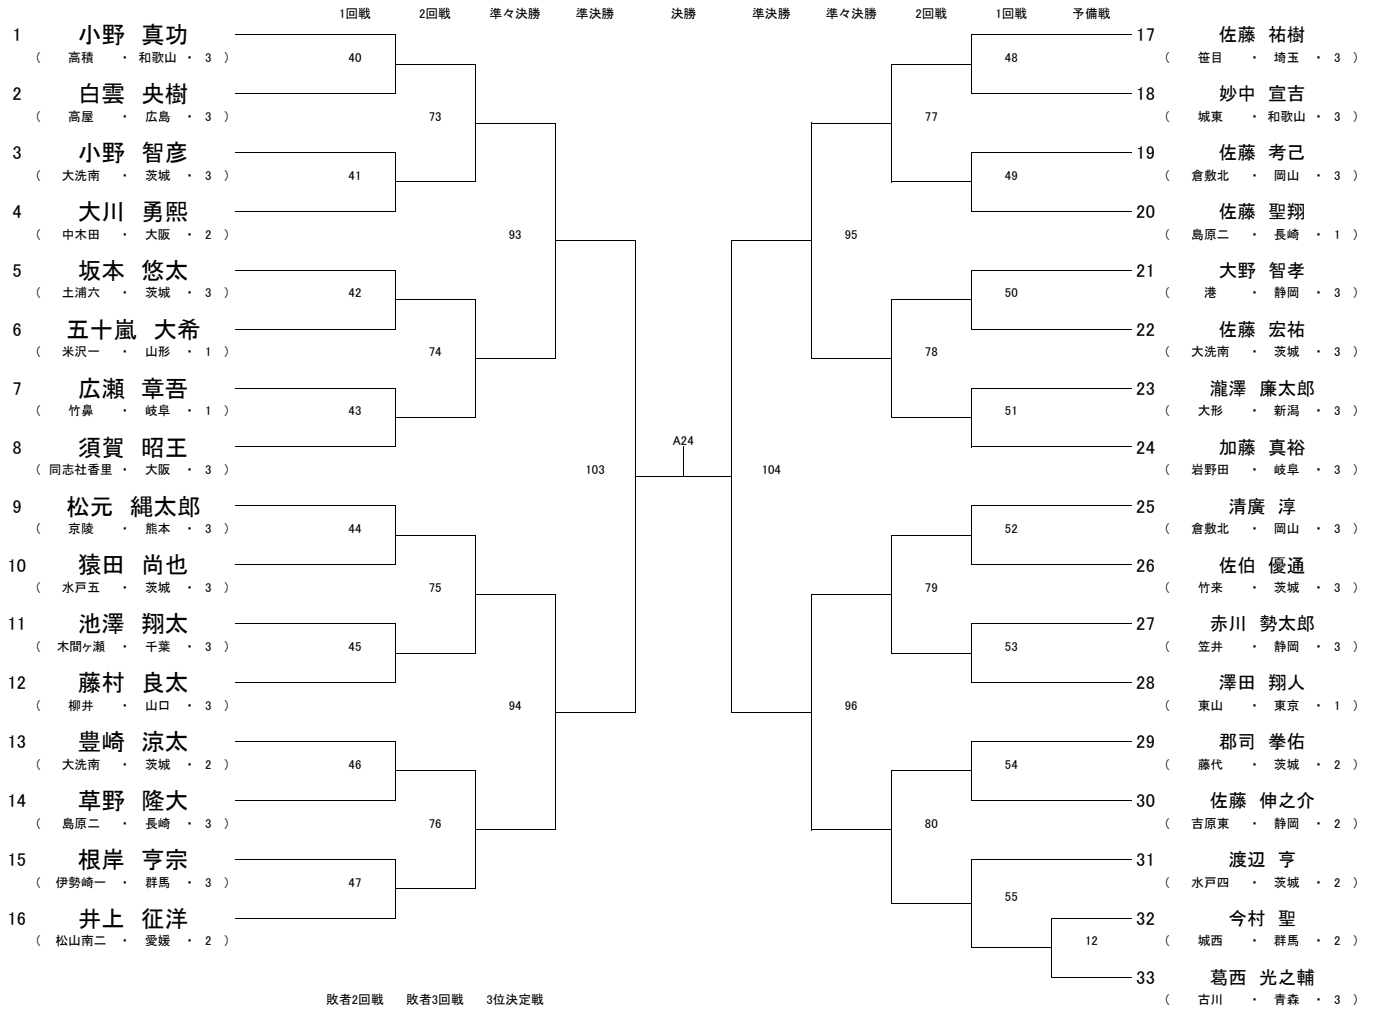 1回戦 2回戦 準々決勝 準決勝 決勝 準決勝 準々決勝 2回戦 1回戦 予備戦
1 小野 真功
( 高積 ・ 和歌山 ・ 3 )
40
2 白雲 央樹
( 高屋 ・ 広島 ・ 3 )
73
3 小野 智彦
( 大洗南 ・ 茨城 ・ 3 )
41
4 大川 勇熙
( 中木田 ・ 大阪 ・ 2 )
93
5 坂本 悠太
( 土浦六 ・ 茨城 ・ 3 )
42
6 五十嵐 大希
( 米沢一 ・ 山形 ・ 1 )
74
7 広瀬 章吾
( 竹鼻 ・ 岐阜 ・ 1 )
43
8 須賀 昭王
( 同志社香里 ・ 大阪 ・ 3 )
103
9 松元 縄太郎
( 京陵 ・ 熊本 ・ 3 )
44
10 猿田 尚也
( 水戸五 ・ 茨城 ・ 3 )
75
11 池澤 翔太
( 木間ヶ瀬 ・ 千葉 ・ 3 )
45
12 藤村 良太
( 柳井 ・ 山口 ・ 3 )
94
13 豊崎 涼太
( 大洗南 ・ 茨城 ・ 2 )
46
14 草野 隆大
( 島原二 ・ 長崎 ・ 3 )
76
15 根岸 亨宗
( 伊勢崎一 ・ 群馬 ・ 3 )
47
16 井上 征洋
( 松山南二 ・ 愛媛 ・ 2 )
A24
17 佐藤 祐樹
( 笹目 ・ 埼玉 ・ 3 )
48
18 妙中 宣吉
( 城東 ・ 和歌山 ・ 3 )
77
19 佐藤 考己
( 倉敷北 ・ 岡山 ・ 3 )
49
20 佐藤 聖翔
( 島原二 ・ 長崎 ・ 1 )
95
21 大野 智孝
( 港 ・ 静岡 ・ 3 )
50
22 佐藤 宏祐
( 大洗南 ・ 茨城 ・ 3 )
78
23 瀧澤 廉太郎
( 大形 ・ 新潟 ・ 3 )
51
24 加藤 真裕
( 岩野田 ・ 岐阜 ・ 3 )
104
25 清廣 淳
( 倉敷北 ・ 岡山 ・ 3 )
52
26 佐伯 優通
( 竹来 ・ 茨城 ・ 3 )
79
27 赤川 勢太郎
( 笠井 ・ 静岡 ・ 3 )
53
28 澤田 翔人
( 東山 ・ 東京 ・ 1 )
96
29 郡司 拳佑
( 藤代 ・ 茨城 ・ 2 )
54
30 佐藤 伸之介
( 吉原東 ・ 静岡 ・ 2 )
80
31 渡辺 亨
( 水戸四 ・ 茨城 ・ 2 )
55
32 今村 聖
( 城西 ・ 群馬 ・ 2 )
12
33 葛西 光之輔
( 古川 ・ 青森 ・ 3 )
敗者2回戦 敗者3回戦 3位決定戦